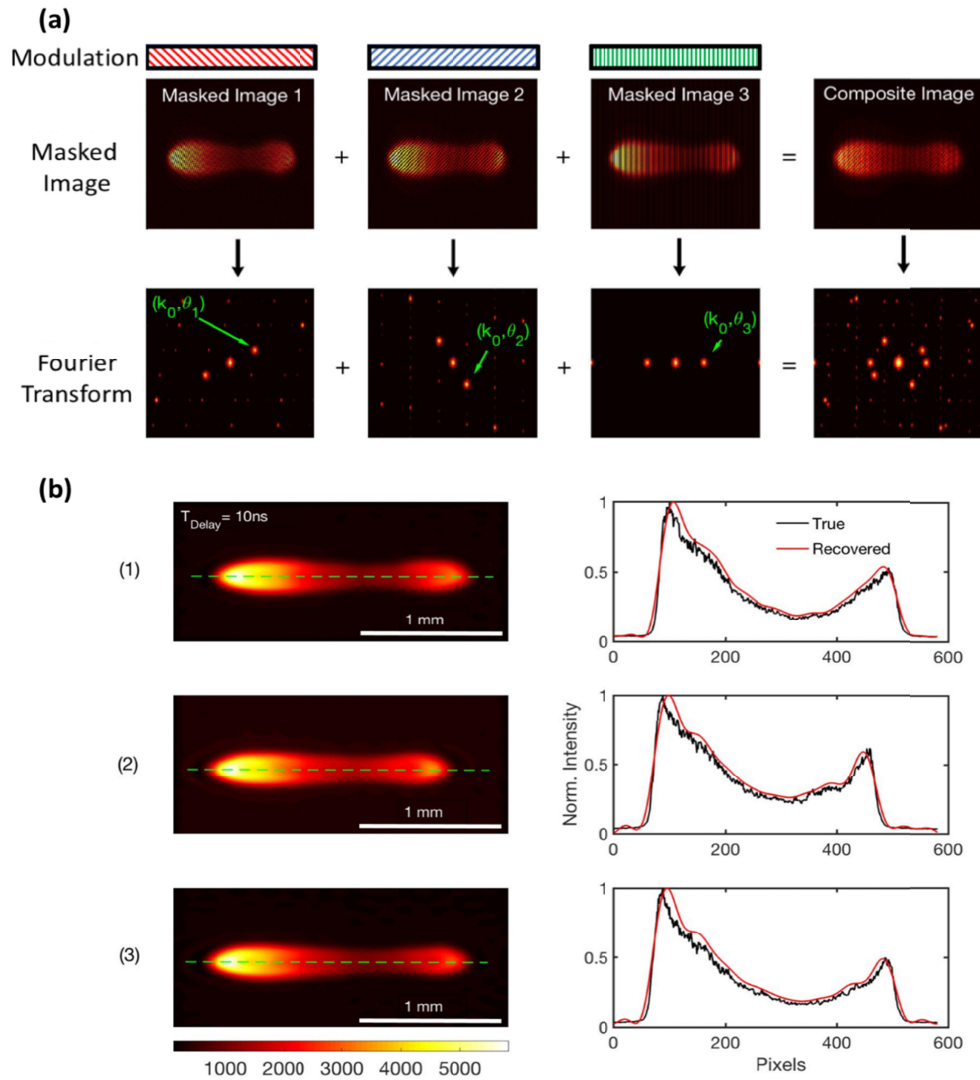 (a)
Modulation
Masked Image 1 Masked Image 2 Masked Image 3 Composite Image
Masked
Image
+ + + =
Fourier
Transform
(k0,θ1) (k0,θ2) (k0,θ3)
+ + =
(b)
(1)
TDelay = 10ns
1 mm
1
0.5
0
0 200 400 600
True
Recovered
(2)
1 mm
Norm. Intensity
1
0.5
0
0 200 400 600
(3)
1 mm
1
0.5
0
0 200 400 600
Pixels
1000 2000 3000 4000 5000